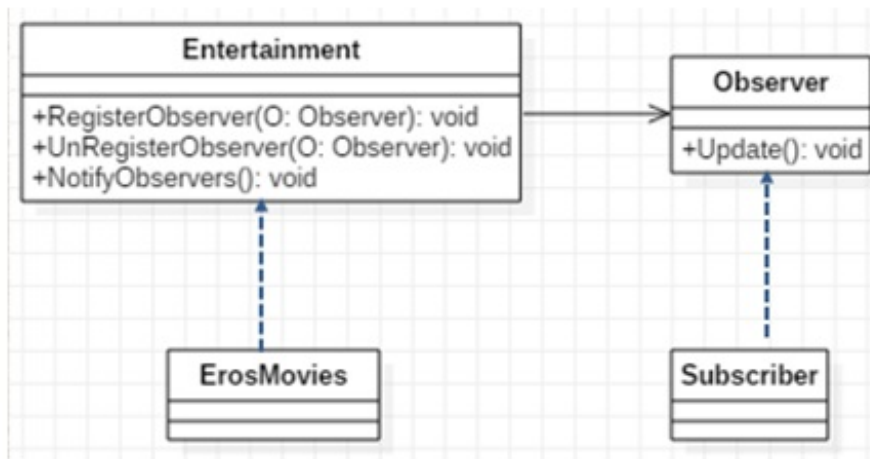 Entertainment
+RegisterObserver(O: Observer): void
+UnRegisterObserver(O: Observer): void
+NotifyObservers(): void
Observer
+Update(): void
ErosMovies
Subscriber